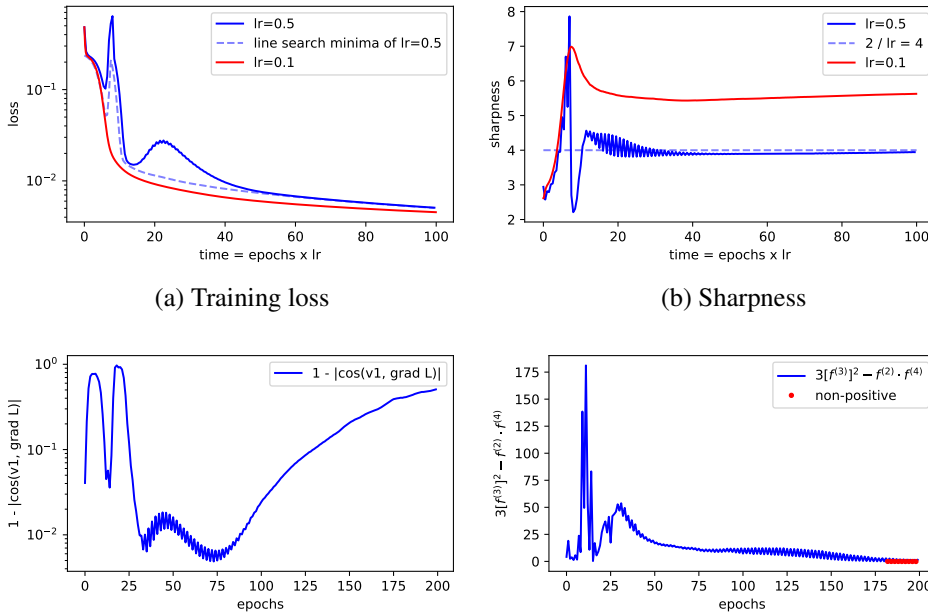 10⁻¹
10⁻²
loss
0
20
40
60
80
100
time = epochs x lr
lr=0.5
line search minima of lr=0.5
lr=0.1
(a) Training loss
8
7
6
5
4
3
2
sharpness
0
20
40
60
80
100
time = epochs x lr
lr=0.5
2 / lr = 4
lr=0.1
(b) Sharpness
10⁰
10⁻¹
10⁻²
1 - |cos(v1, grad L)|
0
25
50
75
100
125
150
175
200
epochs
1 - |cos(v1, grad L)|
175
150
125
100
75
50
25
0
3[f⁽³⁾]² − f⁽²⁾ · f⁽⁴⁾
0
25
50
75
100
125
150
175
200
epochs
3[f⁽³⁾]² − f⁽²⁾ · f⁽⁴⁾
non-positive